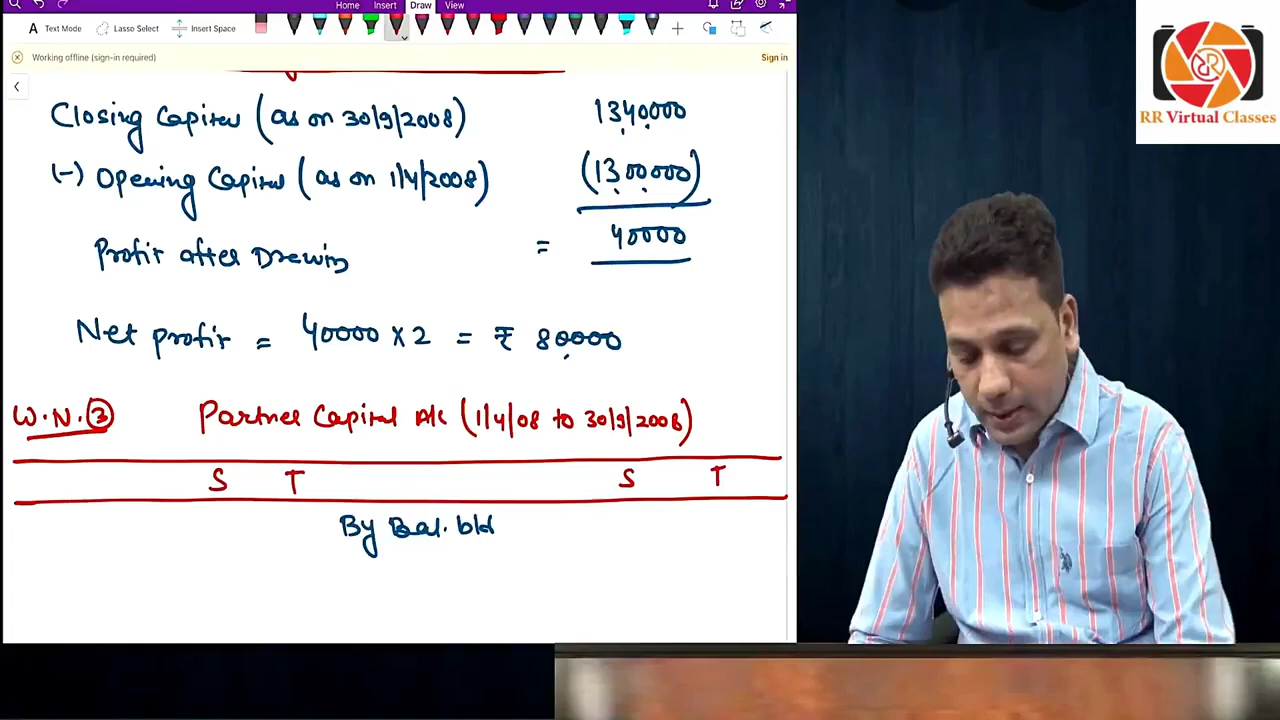 Home Insert Draw View
Text Mode Lasso Select Insert Space
Working offline (sign-in required) Sign in
RR Virtual Classes
Closing Capital (as on 30/9/2008) 1340000
(-) Opening Capital (as on 1/4/2008) (1300000)
Profit after Drawing = 40000
Net profit = 40000 x 2 = ₹ 80000
W.N. 3 Partner Capital A/c (1/4/08 to 30/9/2008)
S T S T
By Bal. b/d